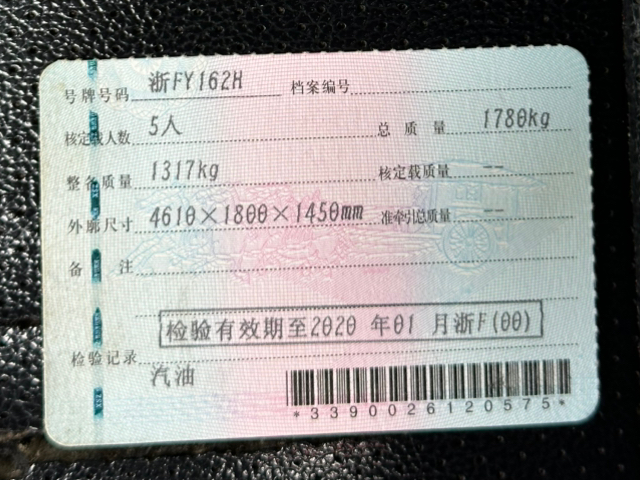 号牌号码 浙FY162H 档案编号
核定载人数 5人 总质量 1780kg
整备质量 1317kg 核定载质量 --
外廓尺寸 4610×1800×1450mm 准牵引总质量 --
备注
检验有效期至2020 年01 月浙F(00)
检验记录
汽油
*3390026120575*